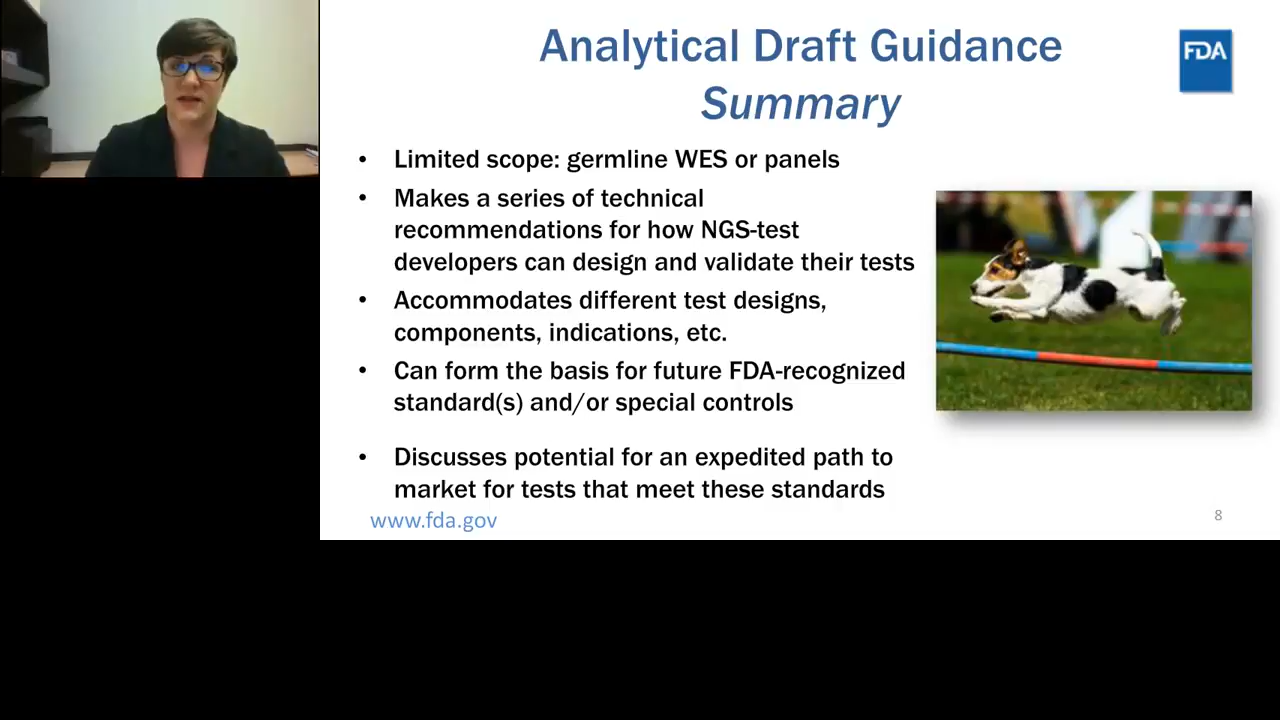 Analytical Draft Guidance
Summary
FDA
• Limited scope: germline WES or panels
• Makes a series of technical
recommendations for how NGS-test
developers can design and validate their tests
• Accommodates different test designs,
components, indications, etc.
• Can form the basis for future FDA-recognized
standard(s) and/or special controls
• Discusses potential for an expedited path to
market for tests that meet these standards
www.fda.gov
8